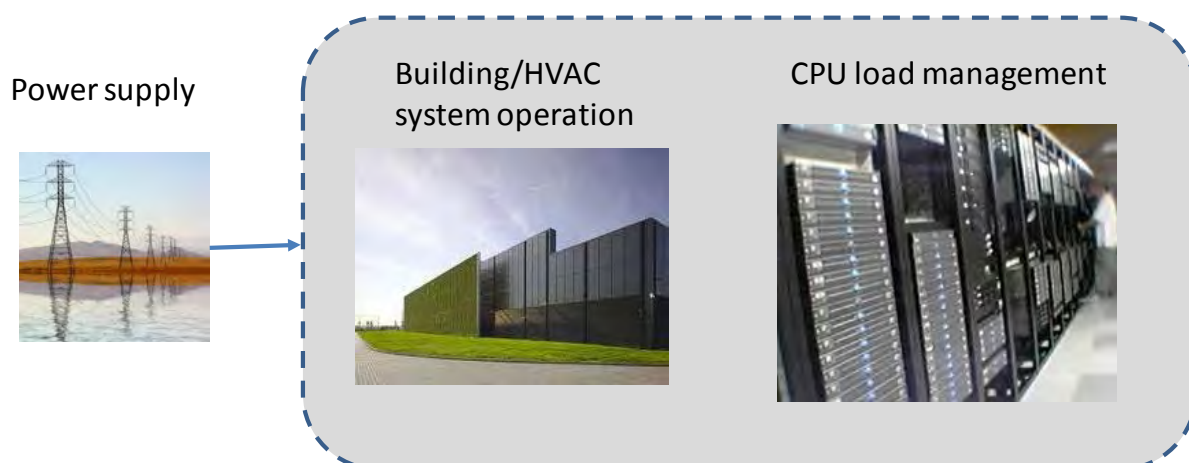 Power supply
Building/HVAC
system operation
CPU load management